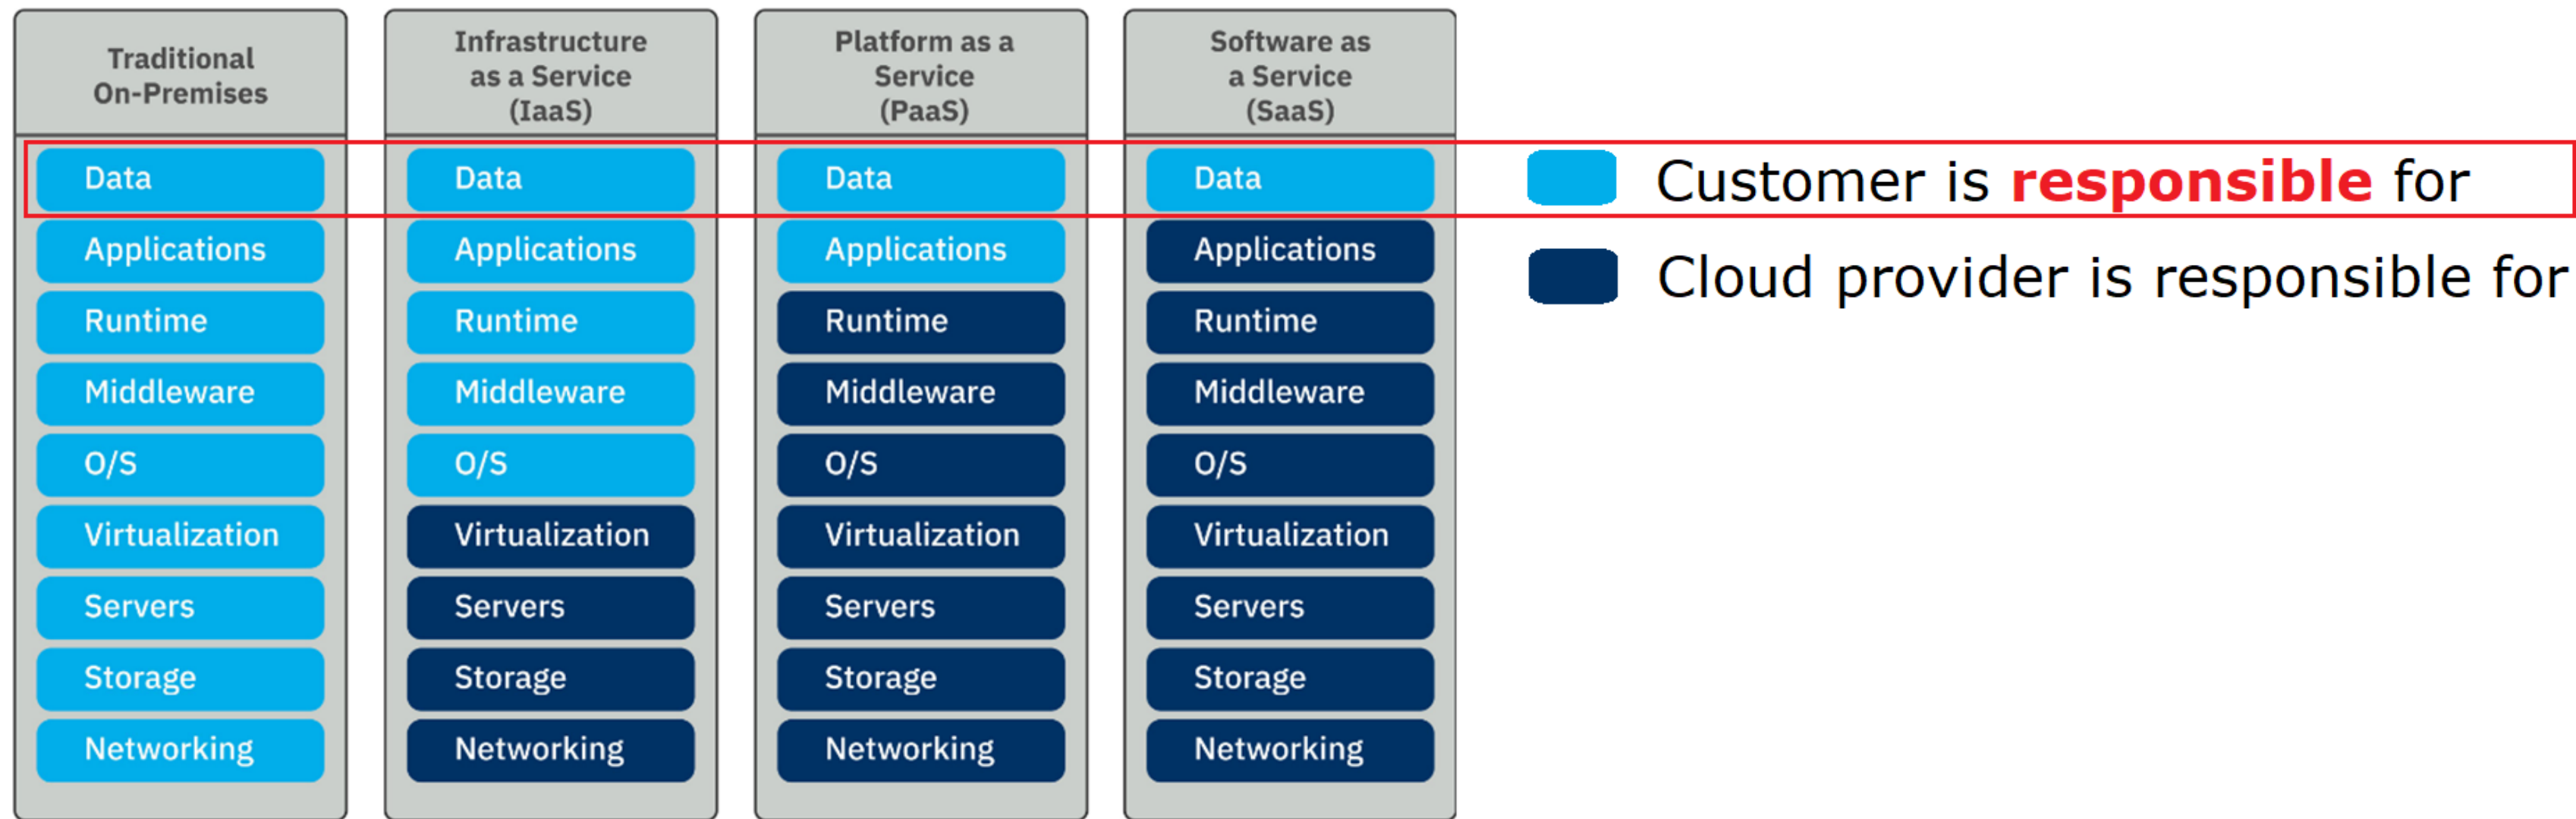 Traditional
On-Premises
Data
Applications
Runtime
Middleware
O/S
Virtualization
Servers
Storage
Networking
Infrastructure
as a Service
(IaaS)
Data
Applications
Runtime
Middleware
O/S
Virtualization
Servers
Storage
Networking
Platform as a
Service
(PaaS)
Data
Applications
Runtime
Middleware
O/S
Virtualization
Servers
Storage
Networking
Software as
a Service
(SaaS)
Data
Applications
Runtime
Middleware
O/S
Virtualization
Servers
Storage
Networking
Customer is responsible for
Cloud provider is responsible for